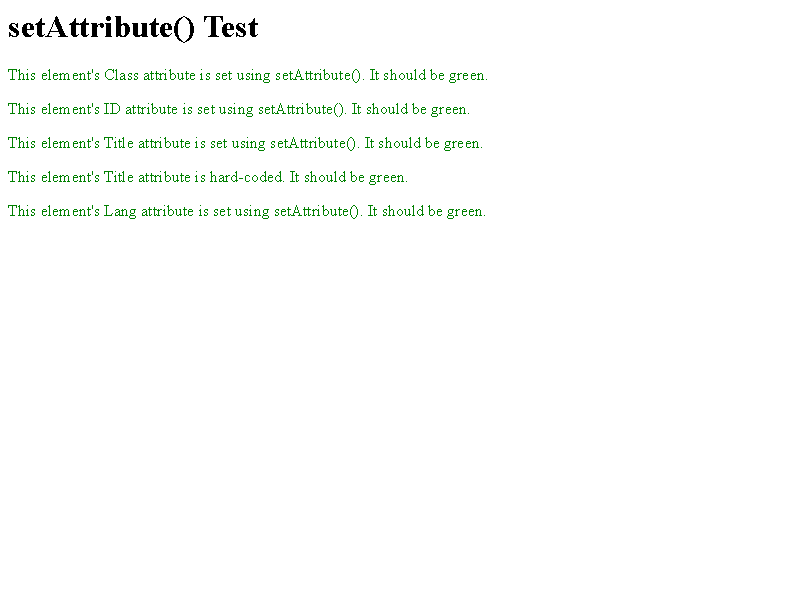 setAttribute() Test
This element's Class attribute is set using setAttribute(). It should be green.
This element's ID attribute is set using setAttribute(). It should be green.
This element's Title attribute is set using setAttribute(). It should be green.
This element's Title attribute is hard-coded. It should be green.
This element's Lang attribute is set using setAttribute(). It should be green.